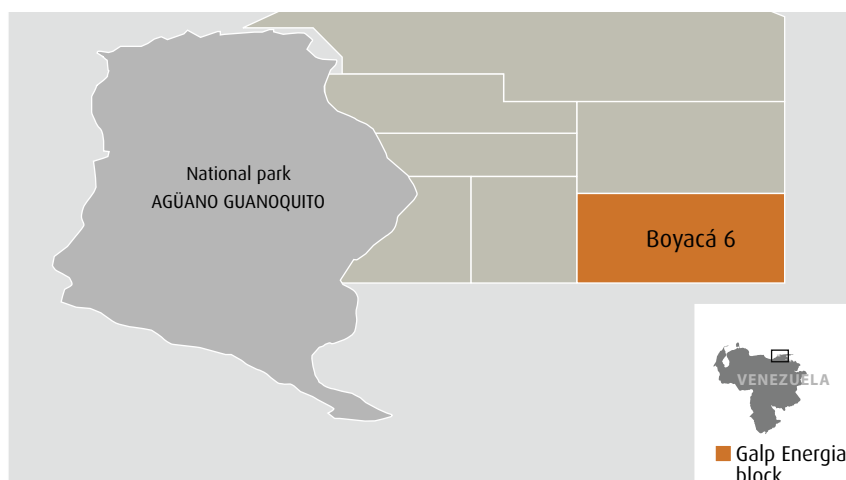 National park
AGÜANO GUANOQUITO
Boyacá 6
VENEZUELA
Galp Energia
block